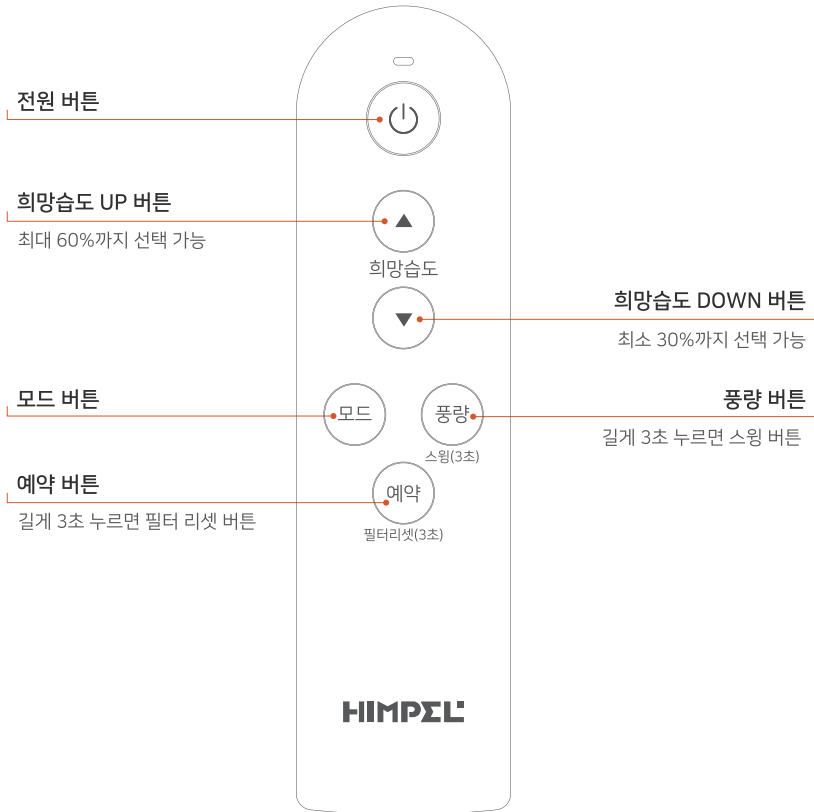 전원 버튼
희망습도 UP 버튼
최대 60%까지 선택 가능
희망습도
희망습도 DOWN 버튼
최소 30%까지 선택 가능
모드 버튼
모드
풍량
풍량 버튼
길게 3초 누르면 스윙 버튼
스윙(3초)
예약 버튼
길게 3초 누르면 필터 리셋 버튼
예약
필터리셋(3초)
HIMPEL